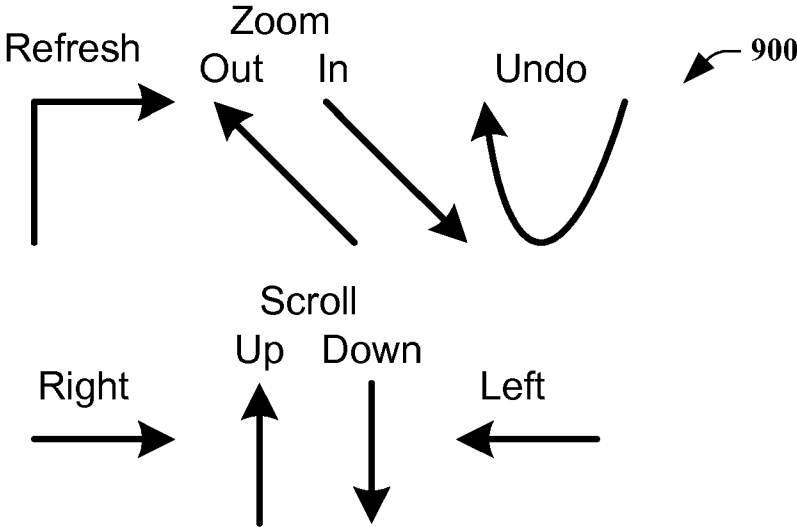 Zoom
Refresh
Out In
Undo
900
Scroll
Up Down
Right
Left